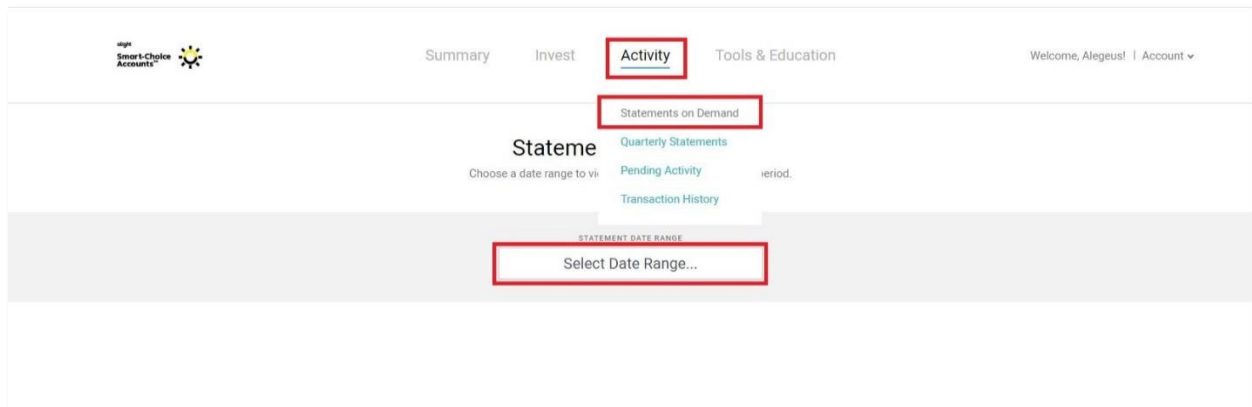 alight
Smart-Choice
Accounts™
Summary Invest Activity Tools & Education
Welcome, Alegeus! | Account
Statements on Demand
Quarterly Statements
Pending Activity
Transaction History
Stateme
Choose a date range to vi
period.
STATEMENT DATE RANGE
Select Date Range...